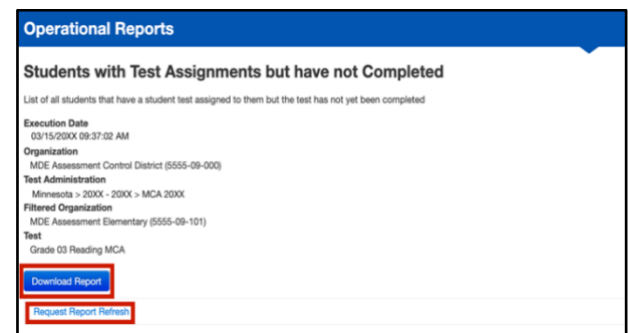 Operational Reports
Students with Test Assignments but have not Completed
List of all students that have a student test assigned to them but the test has not yet been completed
Execution Date
03/15/20XX 09:37:02 AM
Organization
MDE Assessment Control District (5555-09-000)
Test Administration
Minnesota > 20XX - 20XX > MCA 20XX
Filtered Organization
MDE Assessment Elementary (5555-09-101)
Test
Grade 03 Reading MCA
Download Report
Request Report Refresh